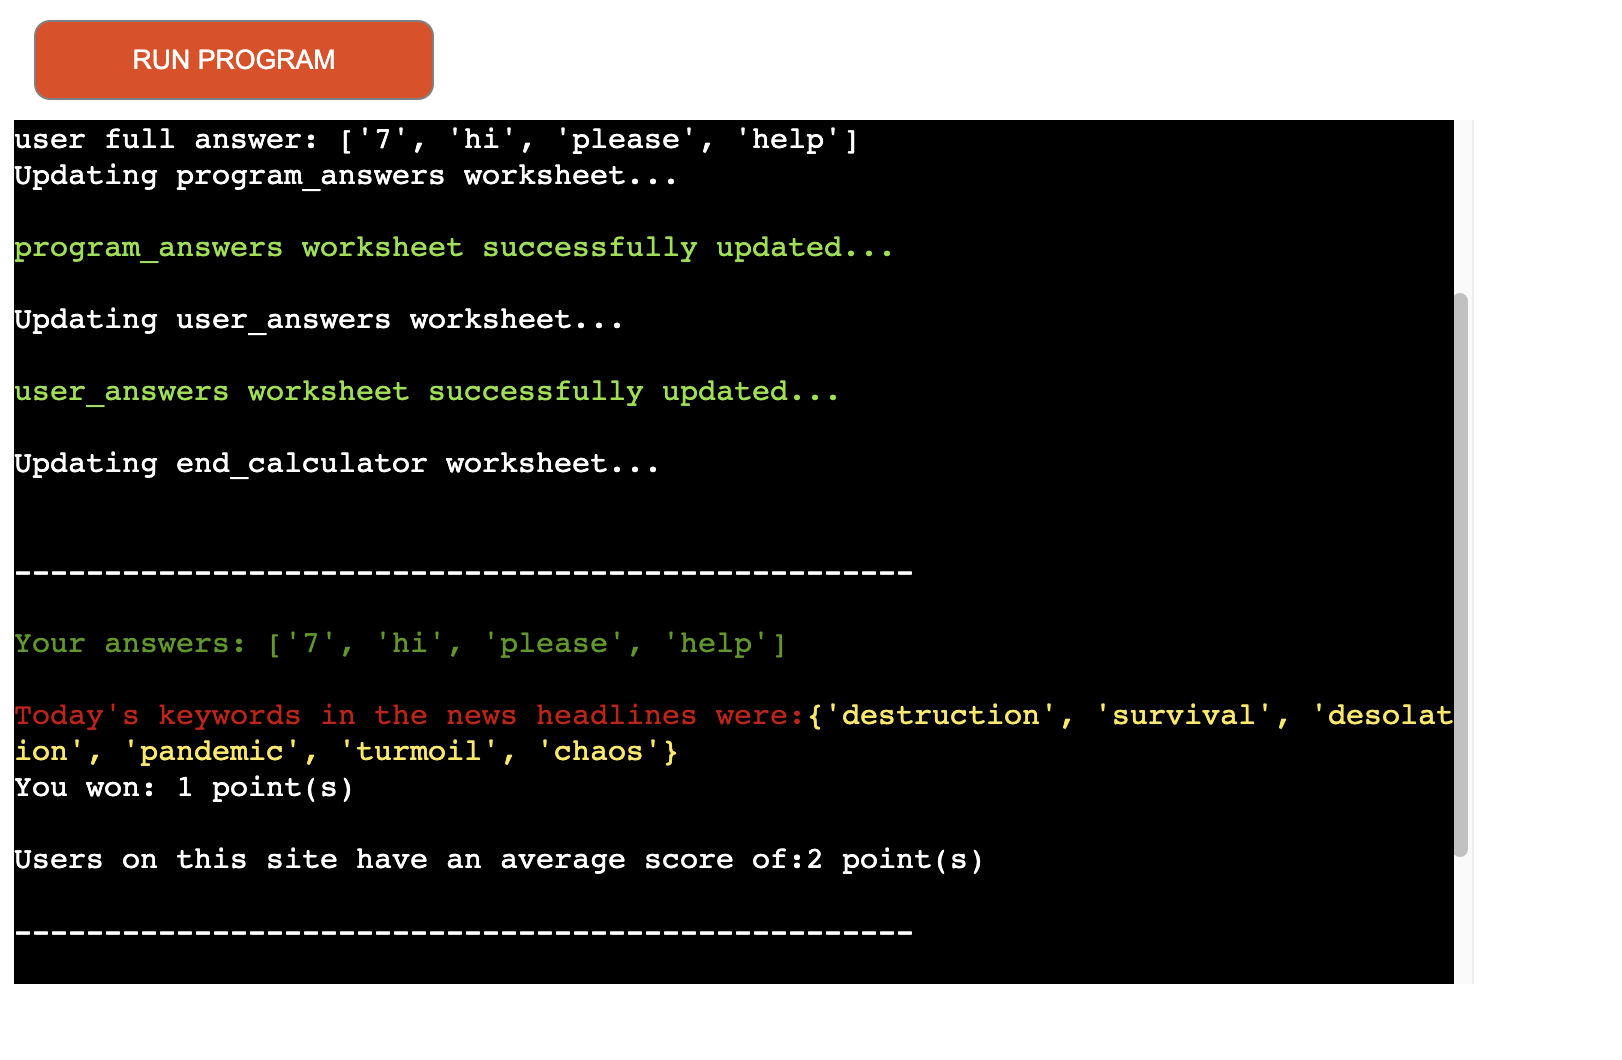 RUN PROGRAM
user full answer: ['7', 'hi', 'please', 'help']
Updating program_answers worksheet...
program_answers worksheet successfully updated...
Updating user_answers worksheet...
user_answers worksheet successfully updated...
Updating end_calculator worksheet...
--------------------------------------------------
Your answers: ['7', 'hi', 'please', 'help']
Today's keywords in the news headlines were:{'destruction', 'survival', 'desolat
ion', 'pandemic', 'turmoil', 'chaos'}
You won: 1 point(s)
Users on this site have an average score of:2 point(s)
--------------------------------------------------